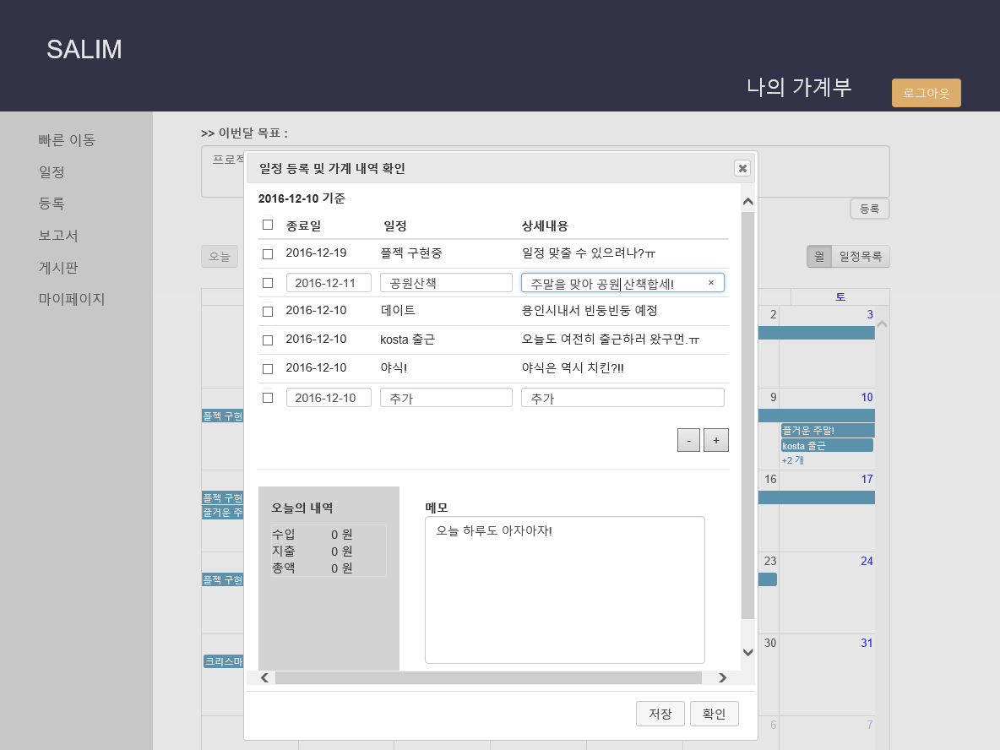 SALIM
나의 가계부
로그아웃
빠른 이동
일정
등록
보고서
게시판
마이페이지
>> 이번달 목표 :
프로젝
등록
오늘
월 일정목록
일정 등록 및 가계 내역 확인
2016-12-10 기준
종료일 일정 상세내용
2016-12-19 플젝 구현중 일정 맞출 수 있으려나?ㅠ
2016-12-11 공원산책 주말을 맞아 공원 산책합세! ×
2016-12-10 데이트 용인시내서 빈둥빈둥 예정
2016-12-10 kosta 출근 오늘도 여전히 출근하러 왔구먼.ㅠ
2016-12-10 야식! 야식은 역시 치킨?!!
2016-12-10 추가 추가
- +
오늘의 내역
수입 0 원
지출 0 원
총액 0 원
메모
오늘 하루도 아자아자!
저장 확인
토
2 3
9 10
플젝 구현
플거운 주말!
kosta 출근
+2 개
16 17
플젝 구현
플거운 주
23 24
플젝 구현
30 31
크리스마
6 7